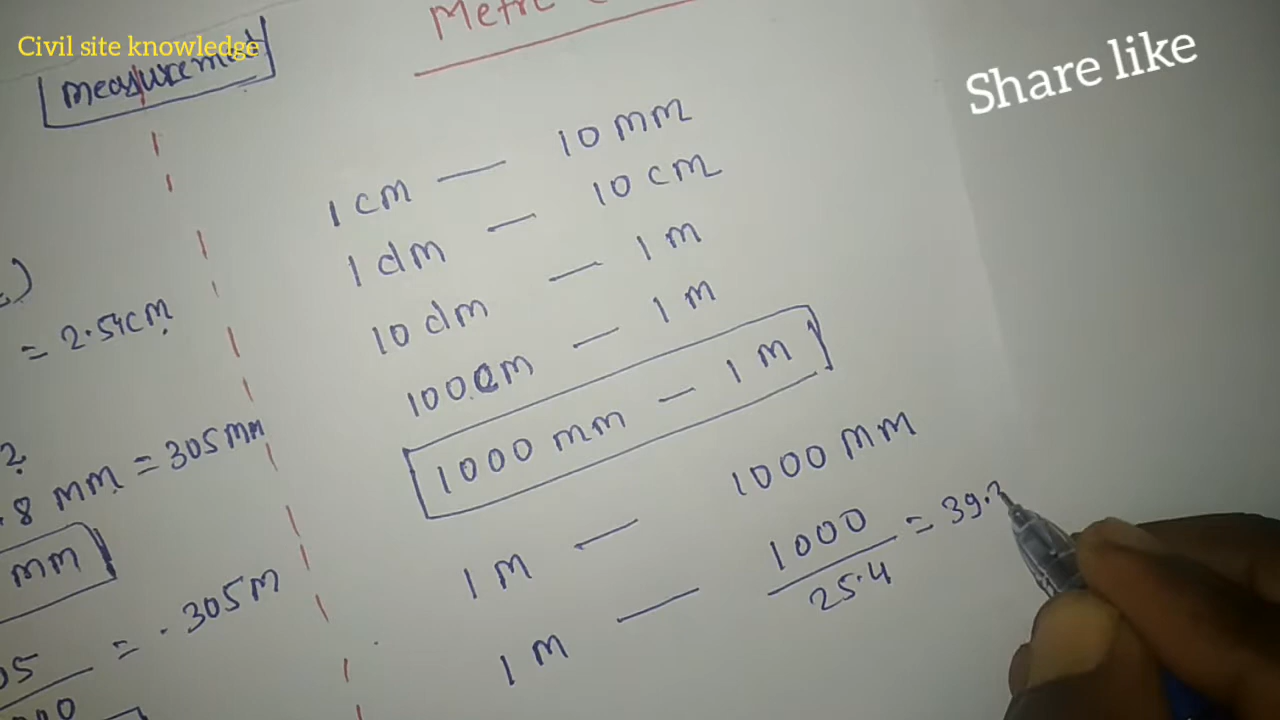 Civil site knowledge
Share like
measurement
Metric
1 cm — 10 mm
1 dm — 10 cm
10 dm — 1 m
100 cm — 1 m
1000 mm — 1 m
1 m — 1000 mm
1 m — 1000/25.4 = 39.3
= 2.54cm
?
.8 mm = 305 mm
mm
= .305 m